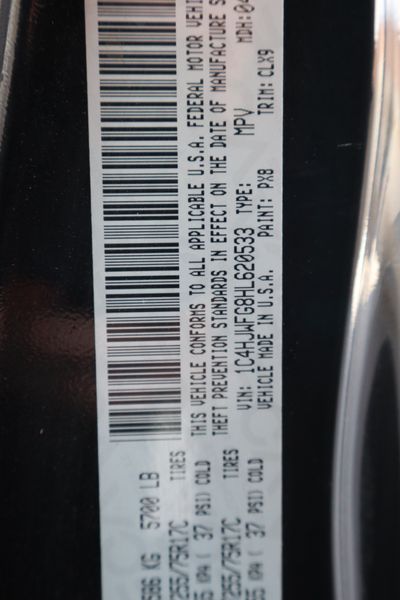 586 KG 5700 LB
255/75R17C TIRES
KPA ( 37 PSI) COLD
THIS VEHICLE CONFORMS TO ALL APPLICABLE U.S.A. FEDERAL MOTOR
THEFT PREVENTION STANDARDS IN EFFECT ON THE DATE OF MANUFACTURE
VIN: 1C4HJWFG8HL620533 TYPE: MPV MDH:
VEHICLE MADE IN U.S.A. PAINT: PX8 TRIM: CLX9
255/75R17C TIRES
KPA ( 37 PSI) COLD